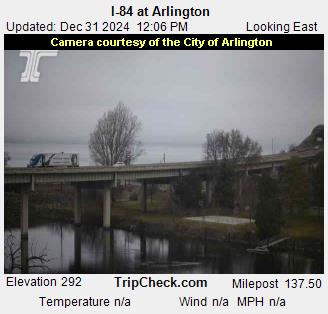 I-84 at Arlington
Updated: Dec 31 2024 12:06 PM Looking East
Camera courtesy of the City of Arlington
Elevation 292 TripCheck.com Milepost 137.50
Temperature n/a Wind n/a MPH n/a